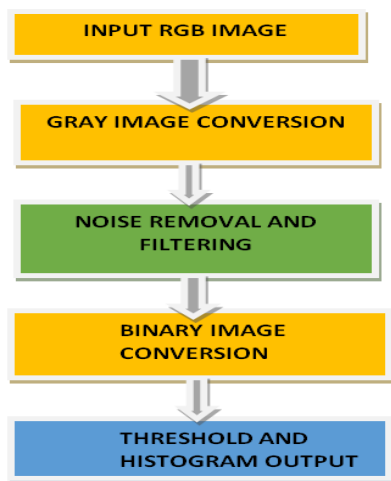 INPUT RGB IMAGE
GRAY IMAGE CONVERSION
NOISE REMOVAL AND
FILTERING
BINARY IMAGE
CONVERSION
THRESHOLD AND
HISTOGRAM OUTPUT